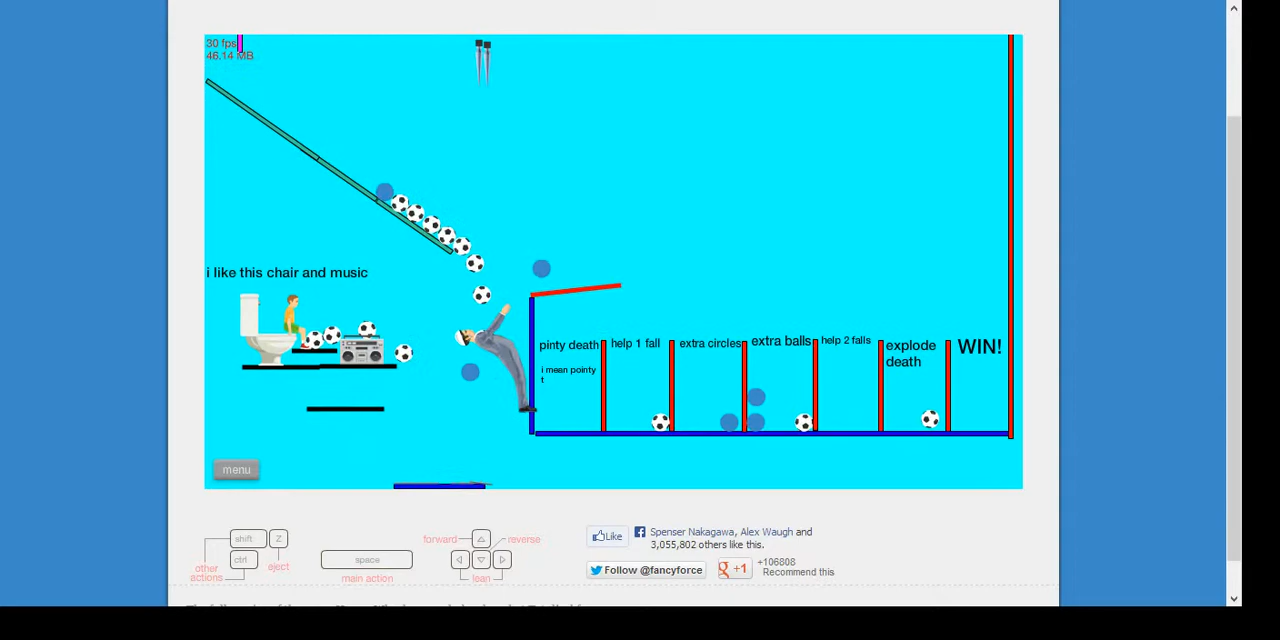 30 fps
46.14 MB
i like this chair and music
pinty death
help 1 fall
extra circles
extra balls
help 2 falls
explode
death
WIN!
i mean pointy
t
menu
shift
Z
ctrl
other
actions
eject
space
main action
forward
reverse
lean
Like
Spenser Nakagawa, Alex Waugh and
3,055,802 others like this.
Follow @fancyforce
+1
+106808
Recommend this